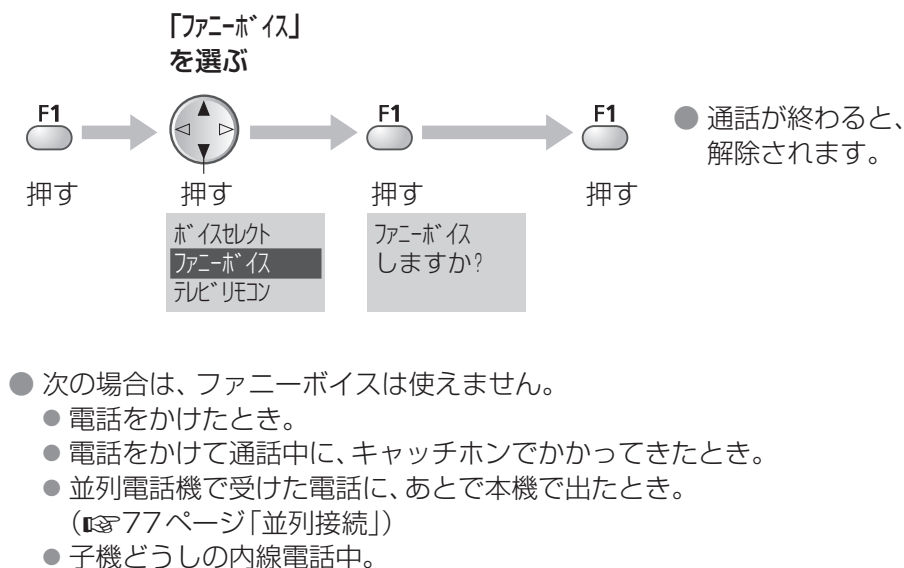 「ファニーボイス」
を選ぶ
F1
F1
F1
● 通話が終わると、
解除されます。
押す
押す
押す
押す
ボイスセレクト
ファニーボイス
テレビリモコン
ファニーボイス
しますか?
● 次の場合は、ファニーボイスは使えません。
● 電話をかけたとき。
● 電話をかけて通話中に、キャッチホンでかかってきたとき。
● 並列電話機で受けた電話に、あとで本機で出たとき。
(☞77ページ「並列接続」)
● 子機どうしの内線電話中。